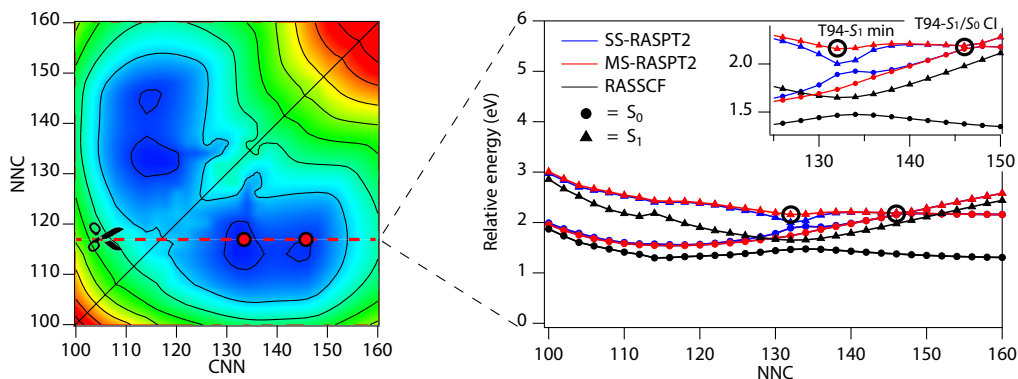 160
150
140
130
120
110
100
NNC
100 110 120 130 140 150 160
CNN
6
5
4
3
2
1
0
Relative energy (eV)
SS-RASPT2
MS-RASPT2
RASSCF
= S0
= S1
T94-S1 min
T94-S1/S0 CI
2.0
1.5
130 140 150
100 110 120 130 140 150 160
NNC